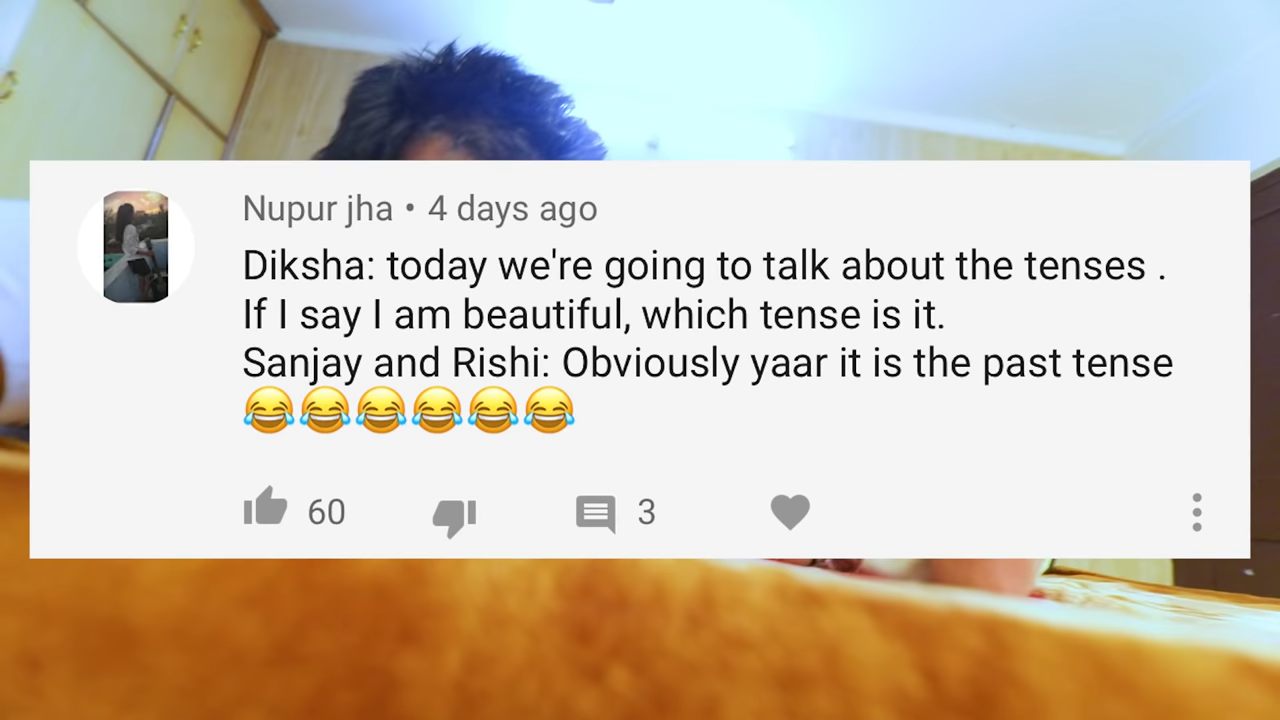 Nupur jha • 4 days ago
Diksha: today we're going to talk about the tenses .
If I say I am beautiful, which tense is it.
Sanjay and Rishi: Obviously yaar it is the past tense
😂😂😂😂😂😂
60 3